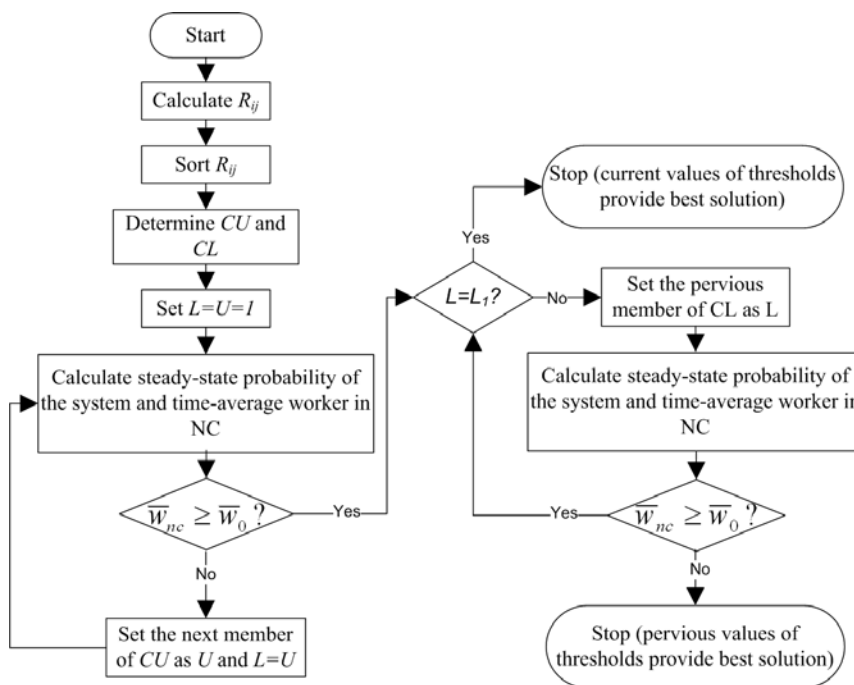 Start
Calculate R_ij
Sort R_ij
Determine CU and
CL
Set L=U=1
Calculate steady-state probability of
the system and time-average worker in
NC
w̅_nc ≥ w̅_0 ?
Yes
No
Set the next member
of CU as U and L=U
L=L_1?
Yes
Stop (current values of thresholds
provide best solution)
No
Set the pervious
member of CL as L
Calculate steady-state probability of
the system and time-average worker in
NC
w̅_nc ≥ w̅_0 ?
Yes
No
Stop (pervious values of
thresholds provide best solution)